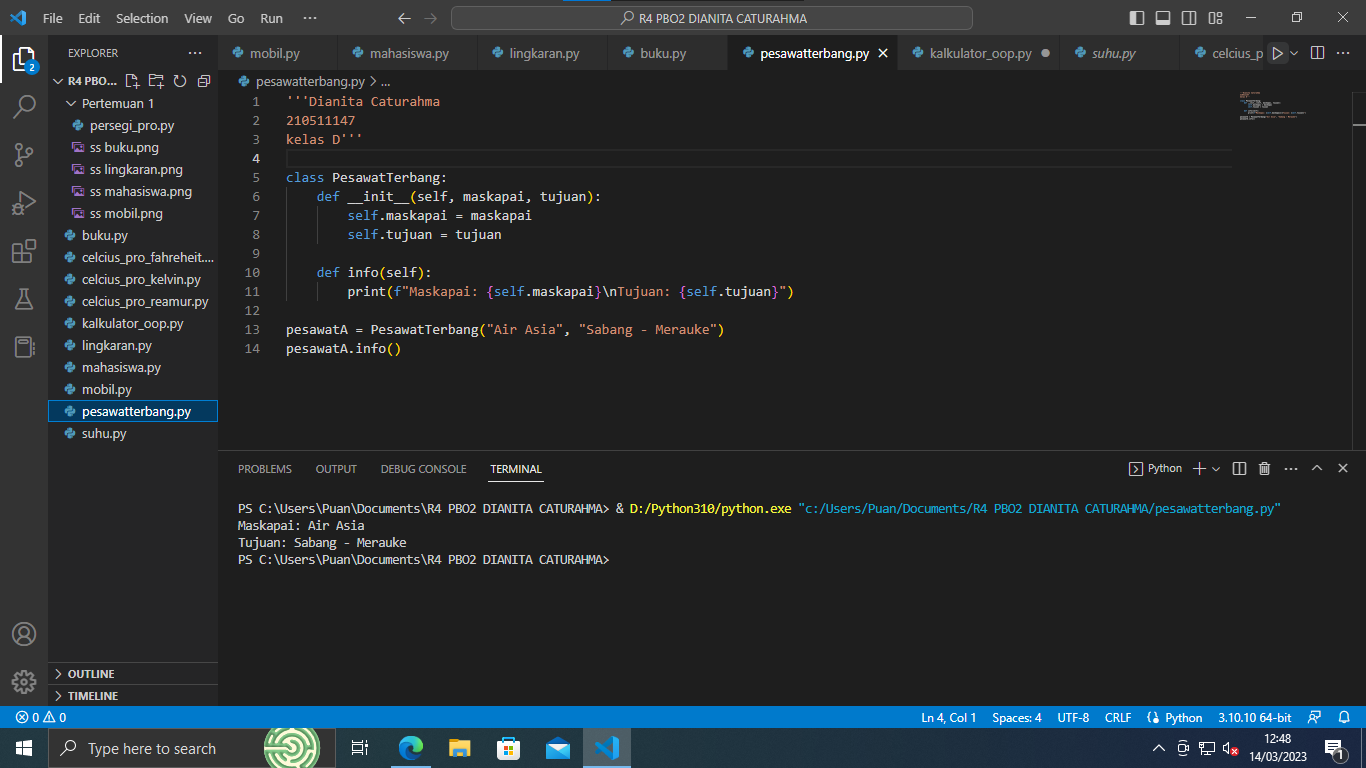 File Edit Selection View Go Run ··· R4 PBO2 DIANITA CATURAHMA
EXPLORER ···
2
R4 PBO...
Pertemuan 1
persegi_pro.py
ss buku.png
ss lingkaran.png
ss mahasiswa.png
ss mobil.png
buku.py
celcius_pro_fahreheit....
celcius_pro_kelvin.py
celcius_pro_reamur.py
kalkulator_oop.py
lingkaran.py
mahasiswa.py
mobil.py
pesawatterbang.py
suhu.py
OUTLINE
TIMELINE
mobil.py mahasiswa.py lingkaran.py buku.py pesawatterbang.py kalkulator_oop.py suhu.py celcius_p
pesawatterbang.py > ...
1 '''Dianita Caturahma
2 210511147
3 kelas D'''
4
5 class PesawatTerbang:
6     def __init__(self, maskapai, tujuan):
7         self.maskapai = maskapai
8         self.tujuan = tujuan
9
10     def info(self):
11         print(f"Maskapai: {self.maskapai}\nTujuan: {self.tujuan}")
12
13 pesawatA = PesawatTerbang("Air Asia", "Sabang - Merauke")
14 pesawatA.info()
PROBLEMS OUTPUT DEBUG CONSOLE TERMINAL Python
PS C:\Users\Puan\Documents\R4 PBO2 DIANITA CATURAHMA> & D:/Python310/python.exe "c:/Users/Puan/Documents/R4 PBO2 DIANITA CATURAHMA/pesawatterbang.py"
Maskapai: Air Asia
Tujuan: Sabang - Merauke
PS C:\Users\Puan\Documents\R4 PBO2 DIANITA CATURAHMA>
0 0 Ln 4, Col 1 Spaces: 4 UTF-8 CRLF Python 3.10.10 64-bit
Type here to search
12:48
14/03/2023
1